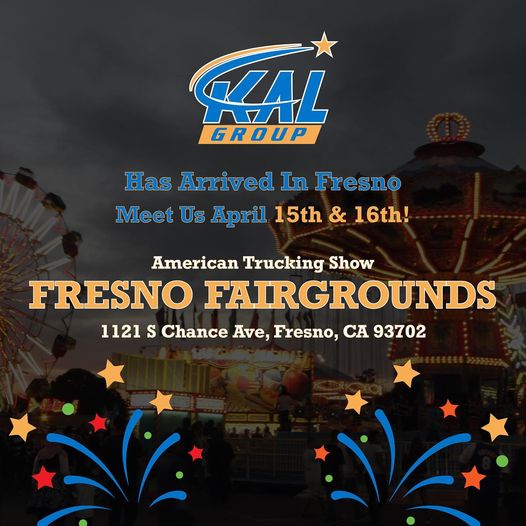 KAL
GROUP
Has Arrived In Fresno
Meet Us April 15th & 16th!
American Trucking Show
FRESNO FAIRGROUNDS
1121 S Chance Ave, Fresno, CA 93702